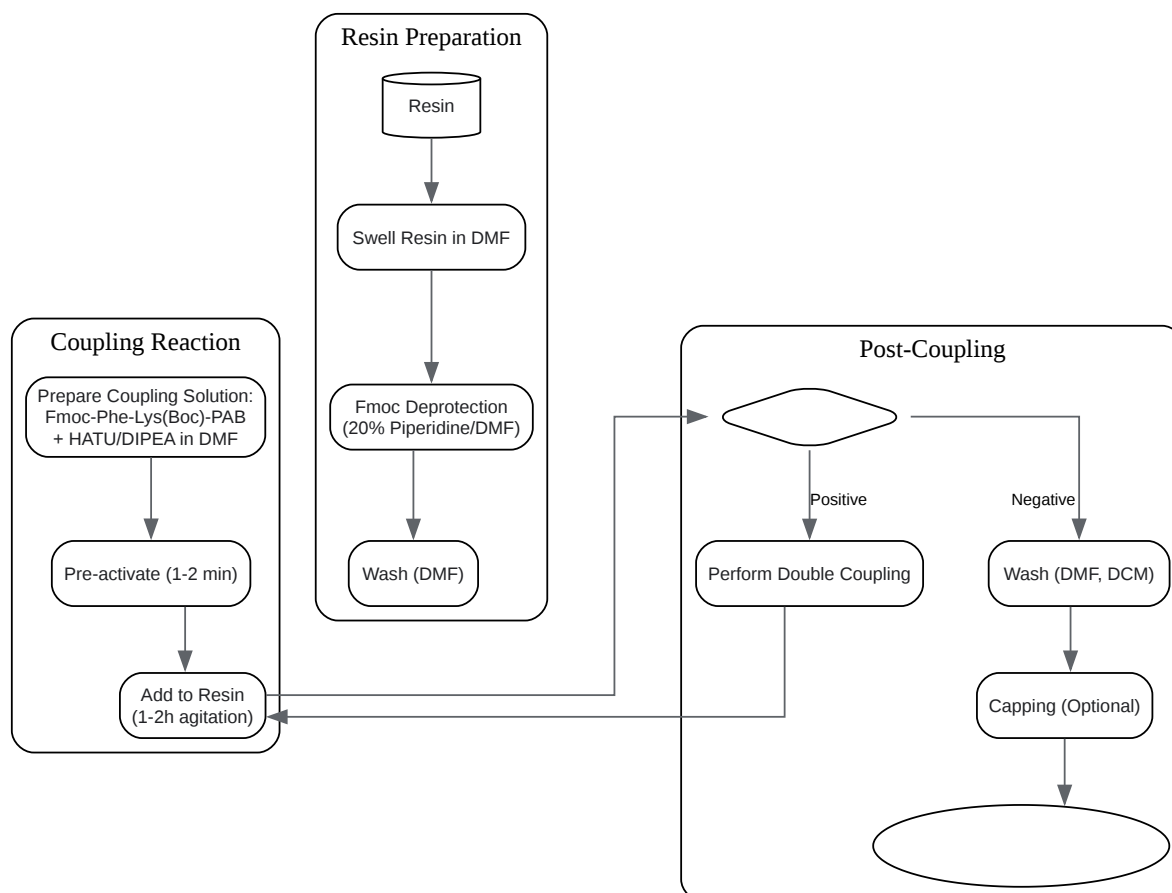 Resin Preparation
Resin
Swell Resin in DMF
Fmoc Deprotection
(20% Piperidine/DMF)
Wash (DMF)
Coupling Reaction
Prepare Coupling Solution:
Fmoc-Phe-Lys(Boc)-PAB
+ HATU/DIPEA in DMF
Pre-activate (1-2 min)
Add to Resin
(1-2h agitation)
Post-Coupling
Positive
Negative
Perform Double Coupling
Wash (DMF, DCM)
Capping (Optional)